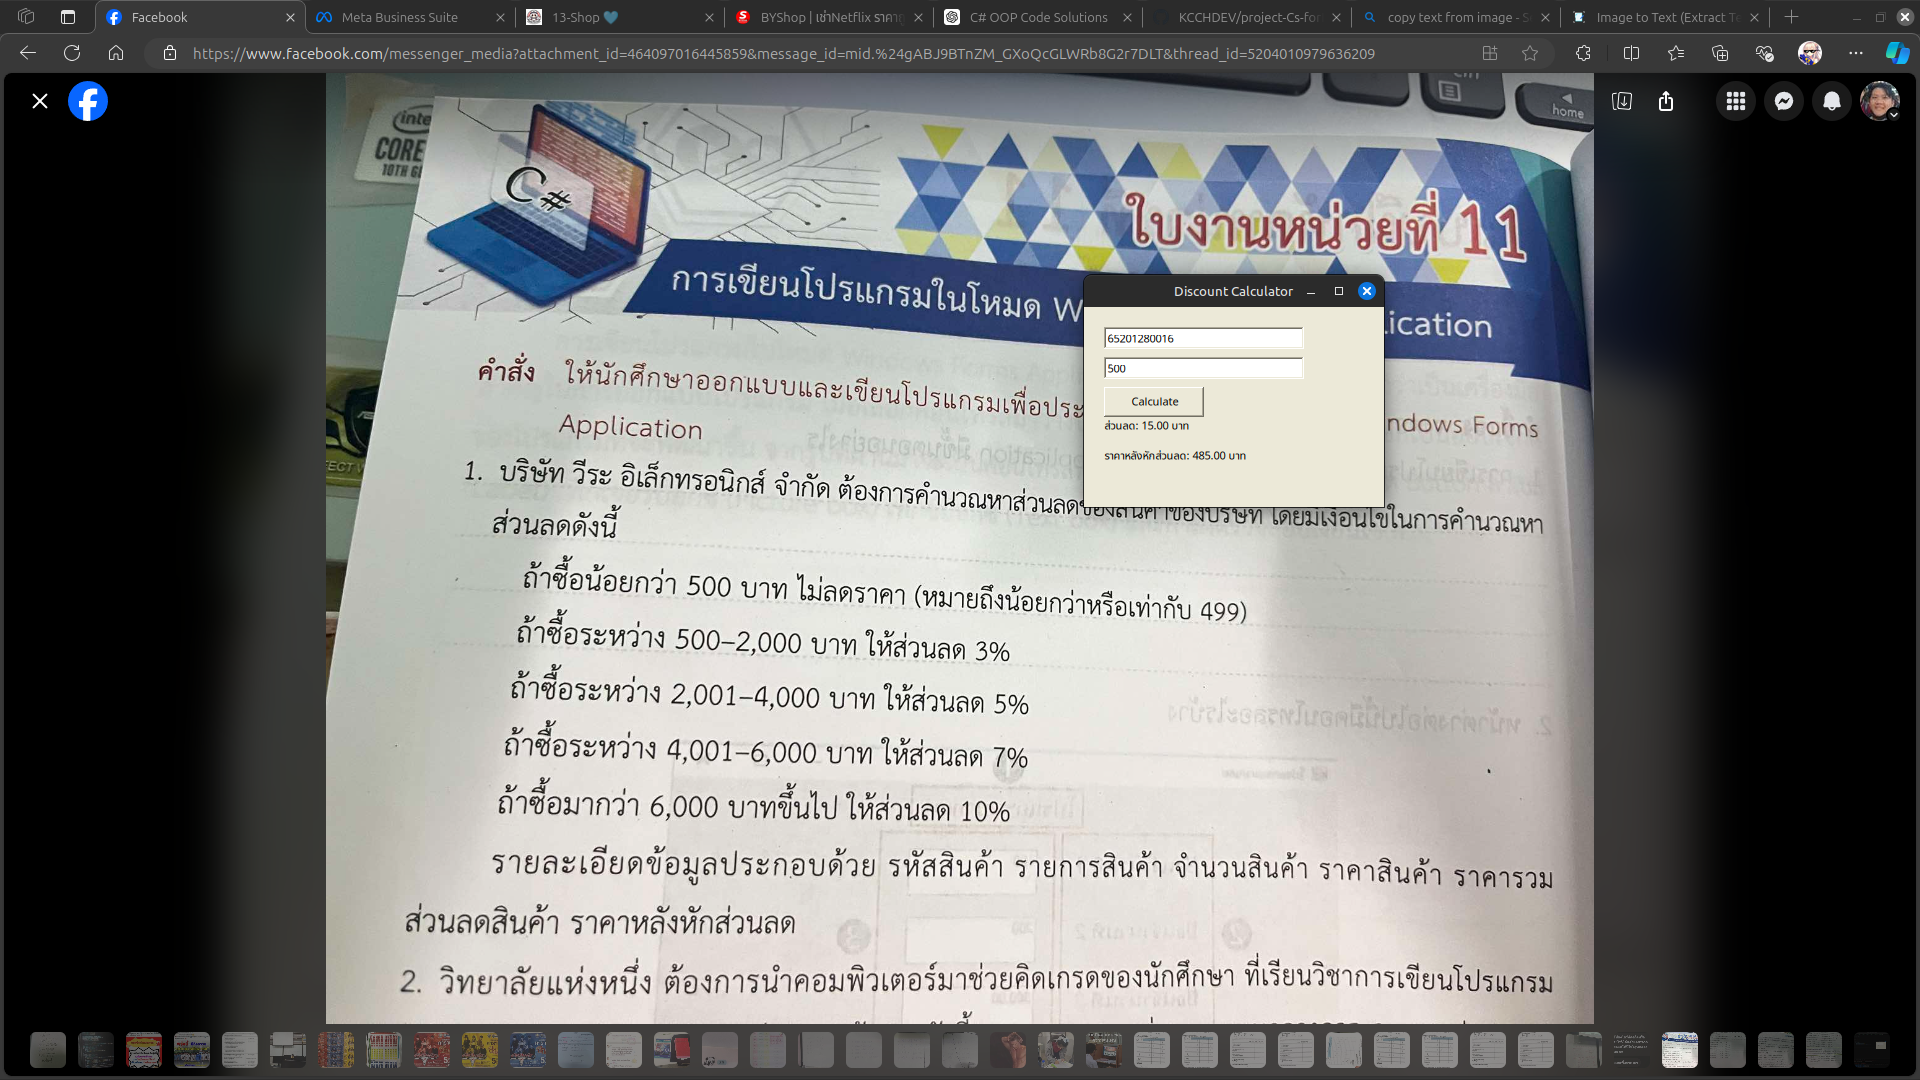 Facebook
Meta Business Suite
13-Shop 💙
BYShop | เช่าNetflix ราคาถู
C# OOP Code Solutions
KCCHDEV/project-Cs-for
copy text from image - S
Image to Text (Extract Te
https://www.facebook.com/messenger_media?attachment_id=464097016445859&message_id=mid.%24gABJ9BTnZM_GXoQcGLWRb8G2r7DLT&thread_id=5204010979636209
inte
CORE
10TH GE
home
C#
ใบงานหน่วยที่ 11
การเขียนโปรแกรมในโหมด W
ication
Discount Calculator
65201280016
500
Calculate
ส่วนลด: 15.00 บาท
ราคาหลังหักส่วนลด: 485.00 บาท
คำสั่ง ให้นักศึกษาออกแบบและเขียนโปรแกรมเพื่อประ
ndows Forms
Application
1. บริษัท วีระ อิเล็กทรอนิกส์ จำกัด ต้องการคำนวณหาส่วนลดของสินค้าของบริษัท โดยมีเงื่อนไขในการคำนวณหา
ส่วนลดดังนี้
ถ้าซื้อน้อยกว่า 500 บาท ไม่ลดราคา (หมายถึงน้อยกว่าหรือเท่ากับ 499)
ถ้าซื้อระหว่าง 500–2,000 บาท ให้ส่วนลด 3%
ถ้าซื้อระหว่าง 2,001–4,000 บาท ให้ส่วนลด 5%
ถ้าซื้อระหว่าง 4,001–6,000 บาท ให้ส่วนลด 7%
ถ้าซื้อมากว่า 6,000 บาทขึ้นไป ให้ส่วนลด 10%
รายละเอียดข้อมูลประกอบด้วย รหัสสินค้า รายการสินค้า จำนวนสินค้า ราคาสินค้า ราคารวม
ส่วนลดสินค้า ราคาหลังหักส่วนลด
2. วิทยาลัยแห่งหนึ่ง ต้องการนำคอมพิวเตอร์มาช่วยคิดเกรดของนักศึกษา ที่เรียนวิชาการเขียนโปรแกรม